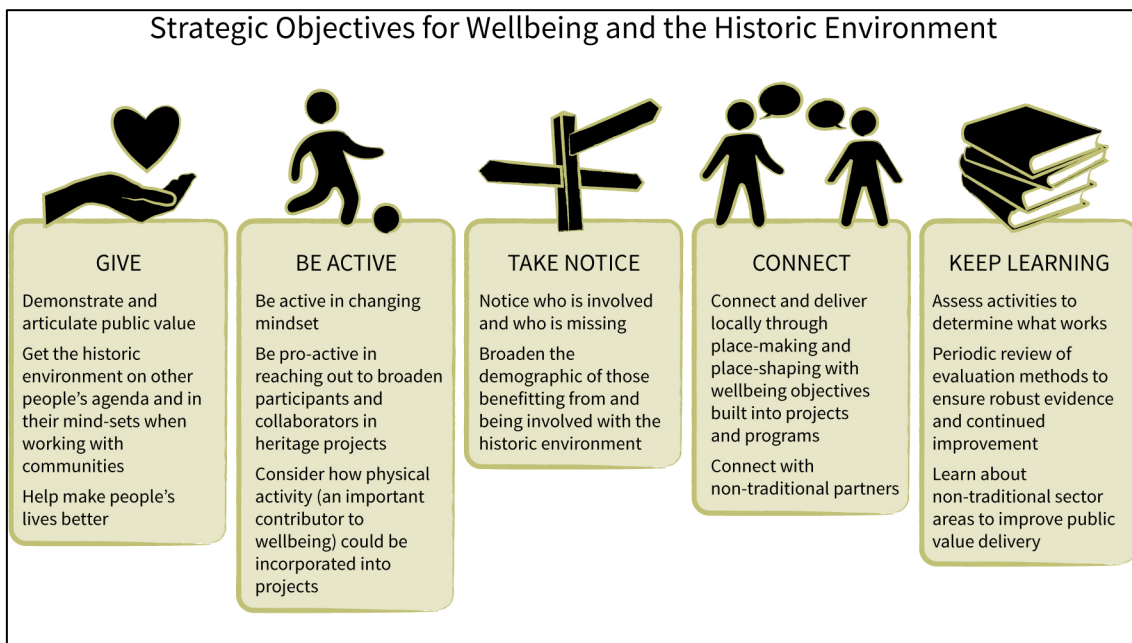 Strategic Objectives for Wellbeing and the Historic Environment
GIVE
Demonstrate and
articulate public value
Get the historic
environment on other
people’s agenda and in
their mind-sets when
working with
communities
Help make people’s
lives better
BE ACTIVE
Be active in changing
mindset
Be pro-active in
reaching out to broaden
participants and
collaborators in
heritage projects
Consider how physical
activity (an important
contributor to
wellbeing) could be
incorporated into
projects
TAKE NOTICE
Notice who is involved
and who is missing
Broaden the
demographic of those
benefitting from and
being involved with the
historic environment
CONNECT
Connect and deliver
locally through
place-making and
place-shaping with
wellbeing objectives
built into projects
and programs
Connect with
non-traditional partners
KEEP LEARNING
Assess activities to
determine what works
Periodic review of
evaluation methods to
ensure robust evidence
and continued
improvement
Learn about
non-traditional sector
areas to improve public
value delivery